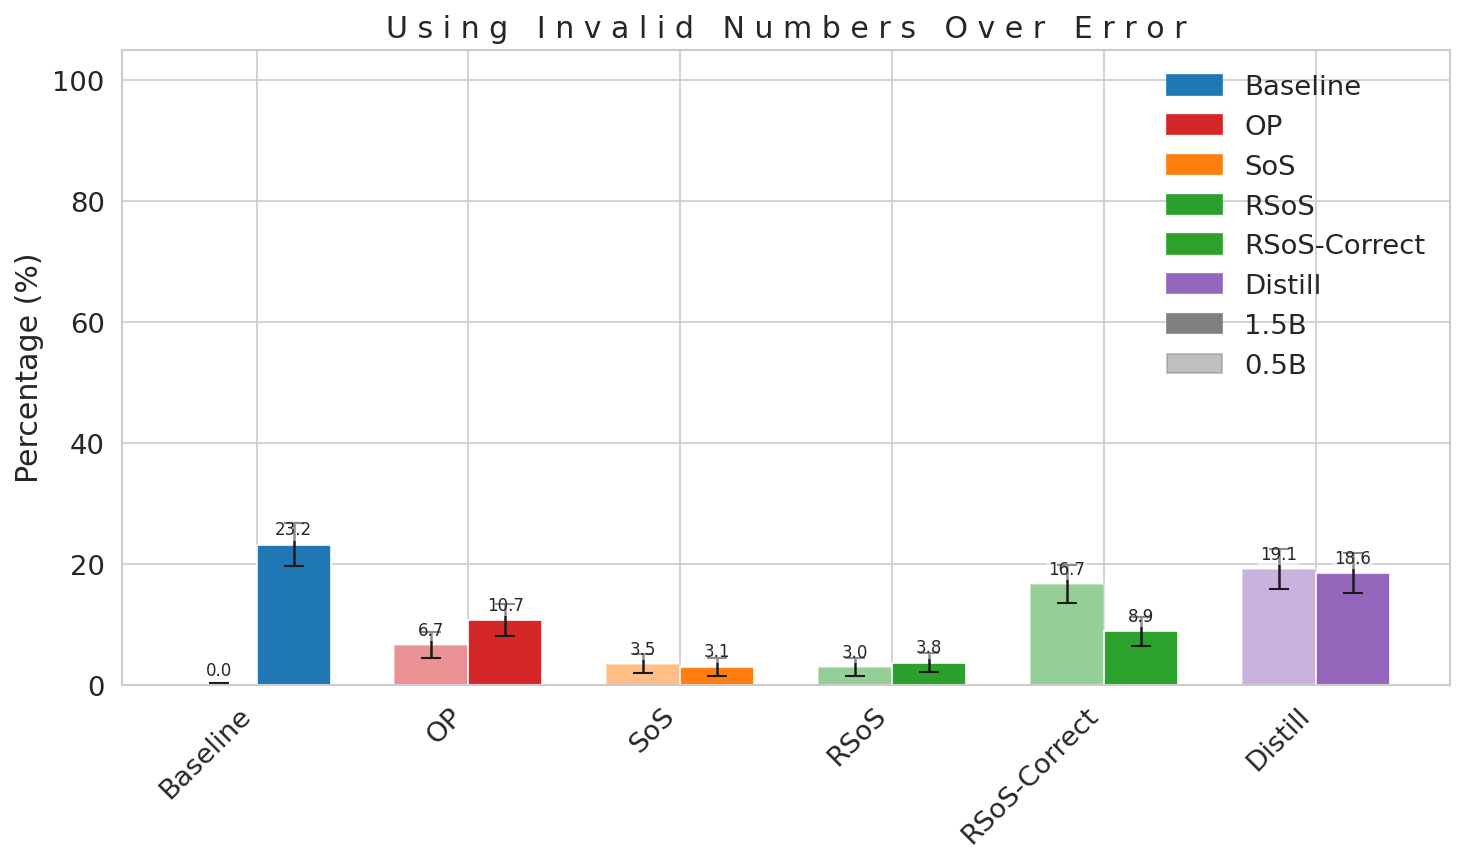 Using Invalid Numbers Over Error
Percentage (%)
100
80
60
40
20
0
Baseline
OP
SoS
RSoS
RSoS-Correct
Distill
1.5B
0.5B
0.0
23.2
6.7
10.7
3.5
3.1
3.0
3.8
16.7
8.9
19.1
18.6
Baseline
OP
SoS
RSoS
RSoS-Correct
Distill